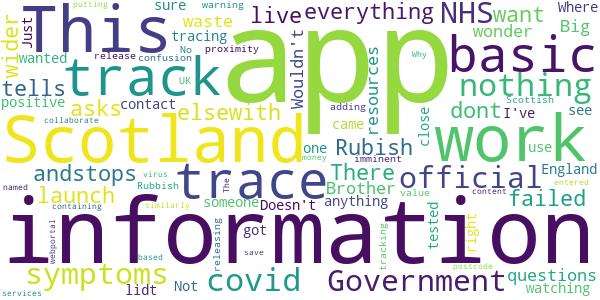 wider This app Where sure warning waste NHS want basic
Just tracing live everything
wanted No proximity wonder Big
release confusion UK Wouldn't
track nothing
tells putting adding Why Scottish
positive contact elsewith resources dont I've
asks came close see
Scotland work
collaborate one use
andstops Rubish England
There official
launch trace someone Brother imminent failed
virus money anything
named Rubbish The Doesn't tested right entered
similarly value content
information
webportal releasing tracking
containing got questions
symptoms covid Government
based save postcode
services lidt Not watching